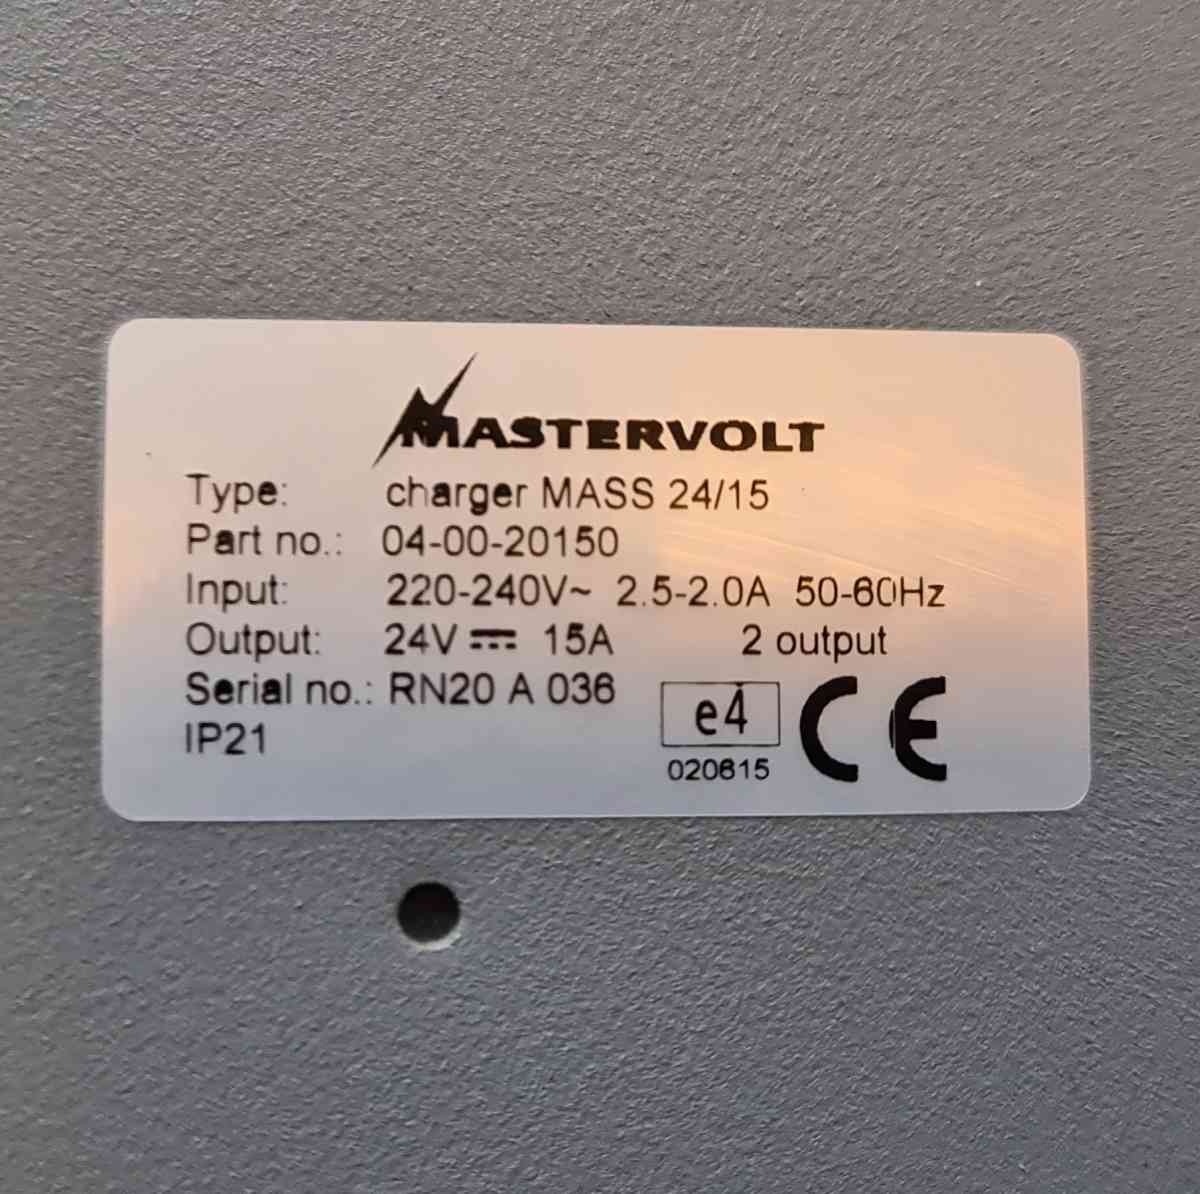 MASTERVOLT
Type: charger MASS 24/15
Part no.: 04-00-20150
Input: 220-240V~ 2.5-2.0A 50-60Hz
Output: 24V⎓ 15A 2 output
Serial no.: RN20 A 036
IP21
e4
020615
CE